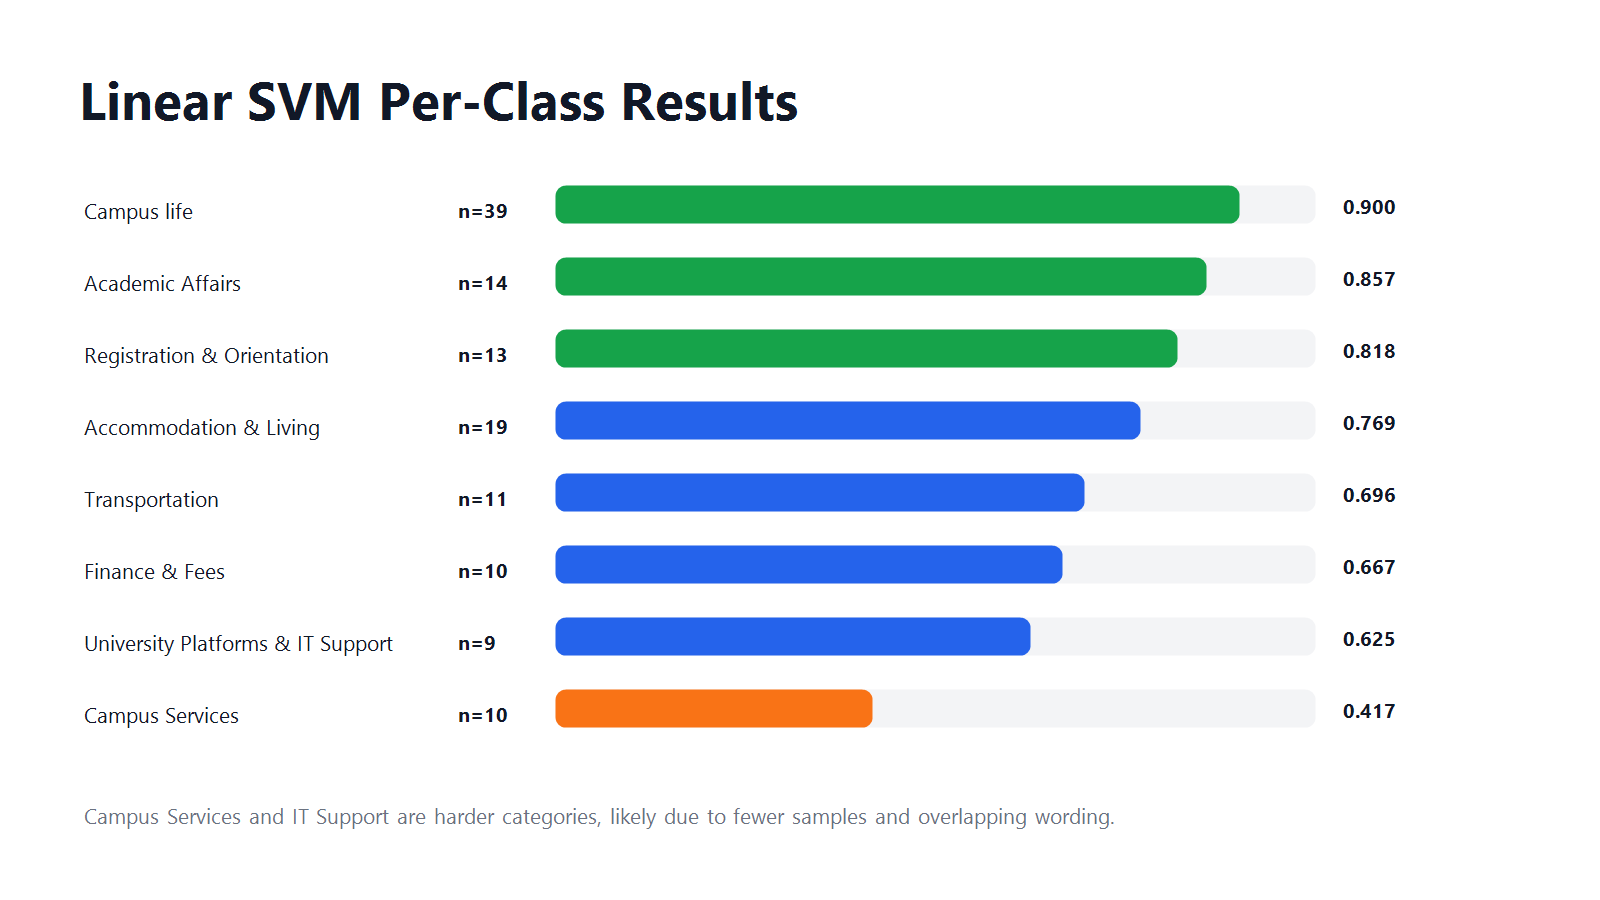 Linear SVM Per-Class Results
Campus life n=39 0.900
Academic Affairs n=14 0.857
Registration & Orientation n=13 0.818
Accommodation & Living n=19 0.769
Transportation n=11 0.696
Finance & Fees n=10 0.667
University Platforms & IT Support n=9 0.625
Campus Services n=10 0.417
Campus Services and IT Support are harder categories, likely due to fewer samples and overlapping wording.